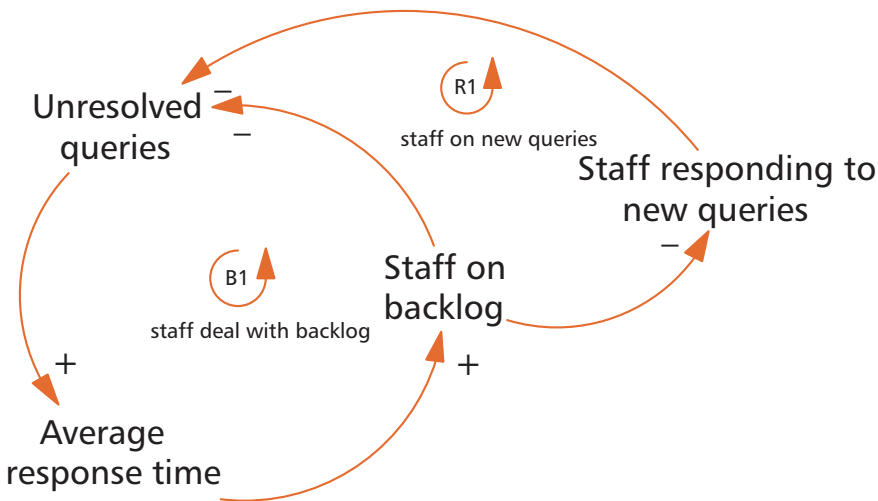 R1
staff on new queries
Unresolved
queries
−
−
Staff responding to
new queries
−
B1
staff deal with backlog
Staff on
backlog
+
+
Average
response time